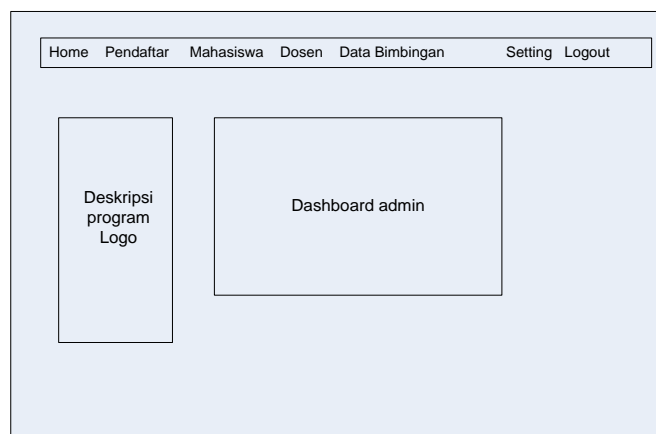 Home Pendaftar Mahasiswa Dosen Data Bimbingan Setting Logout
Deskripsi
program
Logo
Dashboard admin